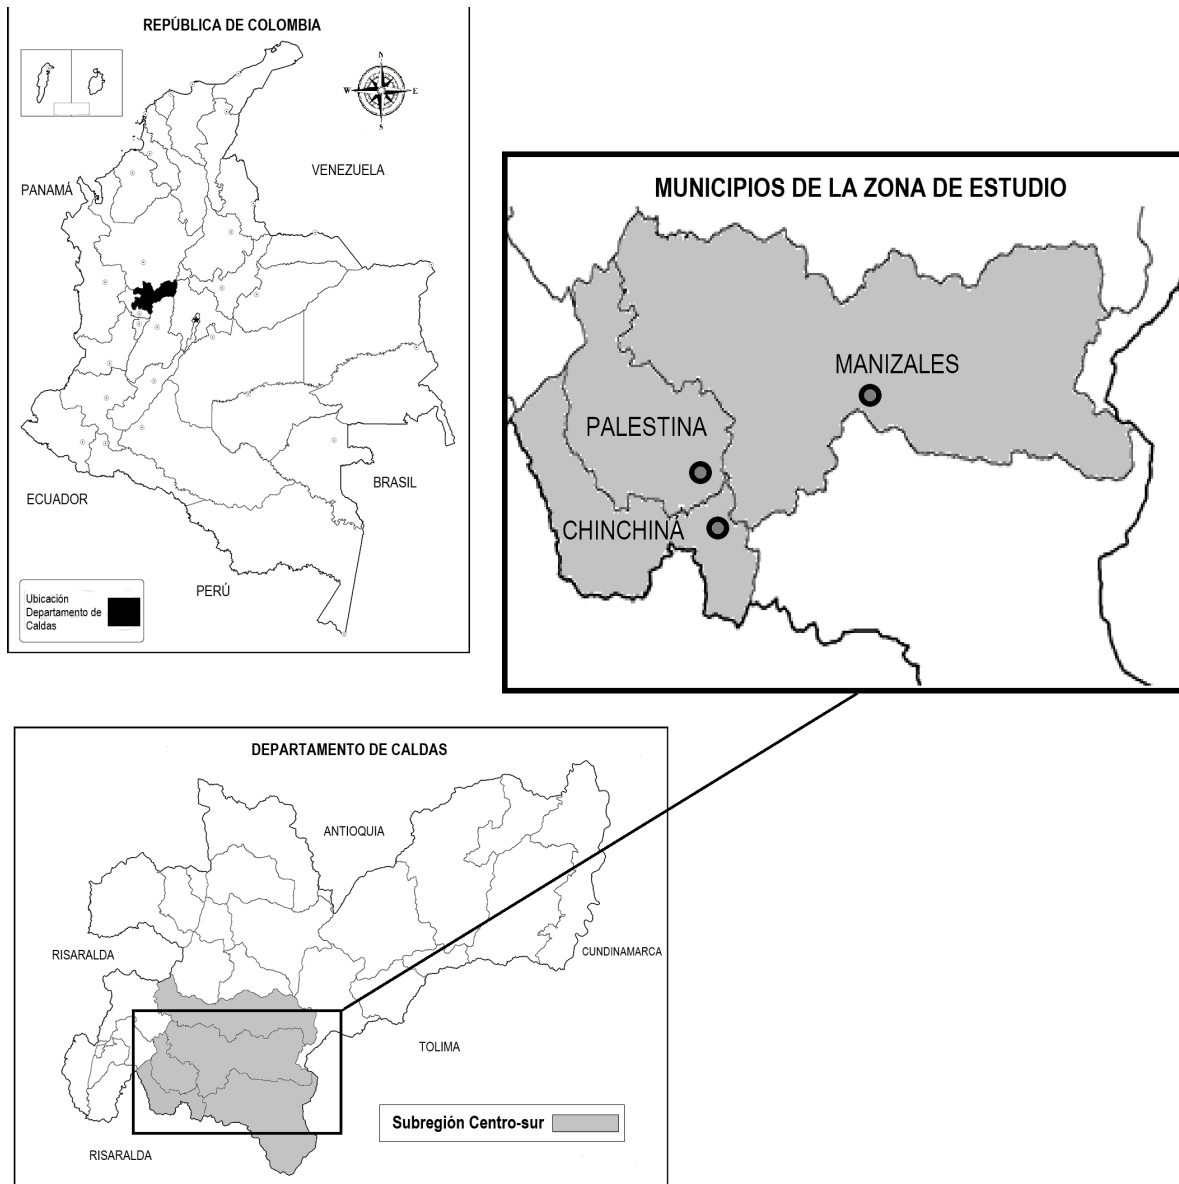 REPÚBLICA DE COLOMBIA
N
W
E
S
VENEZUELA
PANAMÁ
BRASIL
ECUADOR
PERÚ
Ubicación
Departamento de
Caldas
MUNICIPIOS DE LA ZONA DE ESTUDIO
MANIZALES
PALESTINA
CHINCHINÁ
DEPARTAMENTO DE CALDAS
ANTIOQUIA
RISARALDA
CUNDINAMARCA
TOLIMA
Subregión Centro-sur
RISARALDA